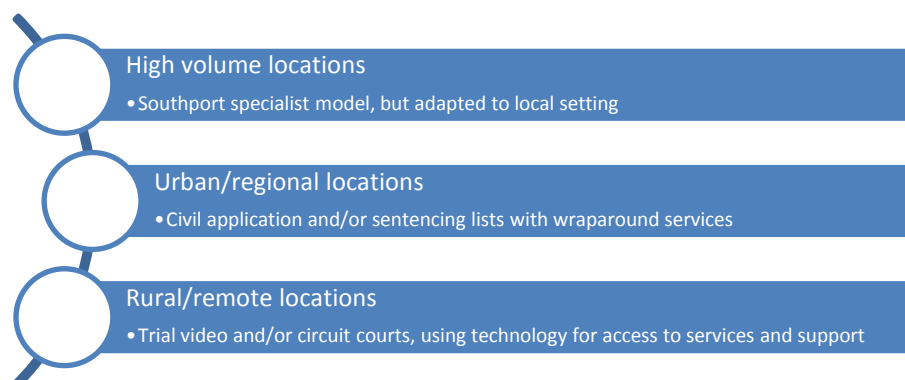 High volume locations
•Southport specialist model, but adapted to local setting
Urban/regional locations
•Civil application and/or sentencing lists with wraparound services
Rural/remote locations
•Trial video and/or circuit courts, using technology for access to services and support